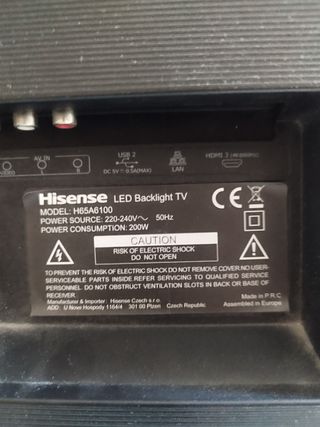 AV IN
R
USB 2
DC 5V ⎓ 0.5A(MAX)
LAN
HDMI 3
Hisense LED Backlight TV
MODEL: H65A6100
POWER SOURCE: 220-240V～ 50Hz
POWER CONSUMPTION: 200W
CE
CAUTION
RISK OF ELECTRIC SHOCK
DO NOT OPEN
TO PREVENT THE RISK OF ELECTRIC SHOCK DO NOT REMOVE COVER.NO USER-
SERVICEABLE PARTS INSIDE REFER SERVICING TO QUALIFIED SERVICE
PERSONNEL. DO NOT OBSTRUCT VENTILATION SLOTS IN BACK OR BASE OF
RECEIVER.
Manufacturer & Importer : Hisense Czech s.r.o.
ADD U Nove Hospody 1164/4 301 00 Plzen Czech Republic
Made in P.R.C
Assembled in Europe